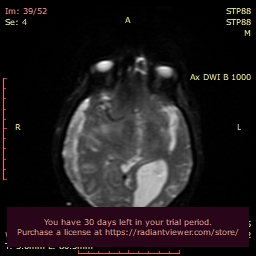 Im: 39/52
Se: 4
A
STP88
STP88
M
Ax DWI B 1000
R
L
You have 30 days left in your trial period.
Purchase a license at https://radiantviewer.com/store/